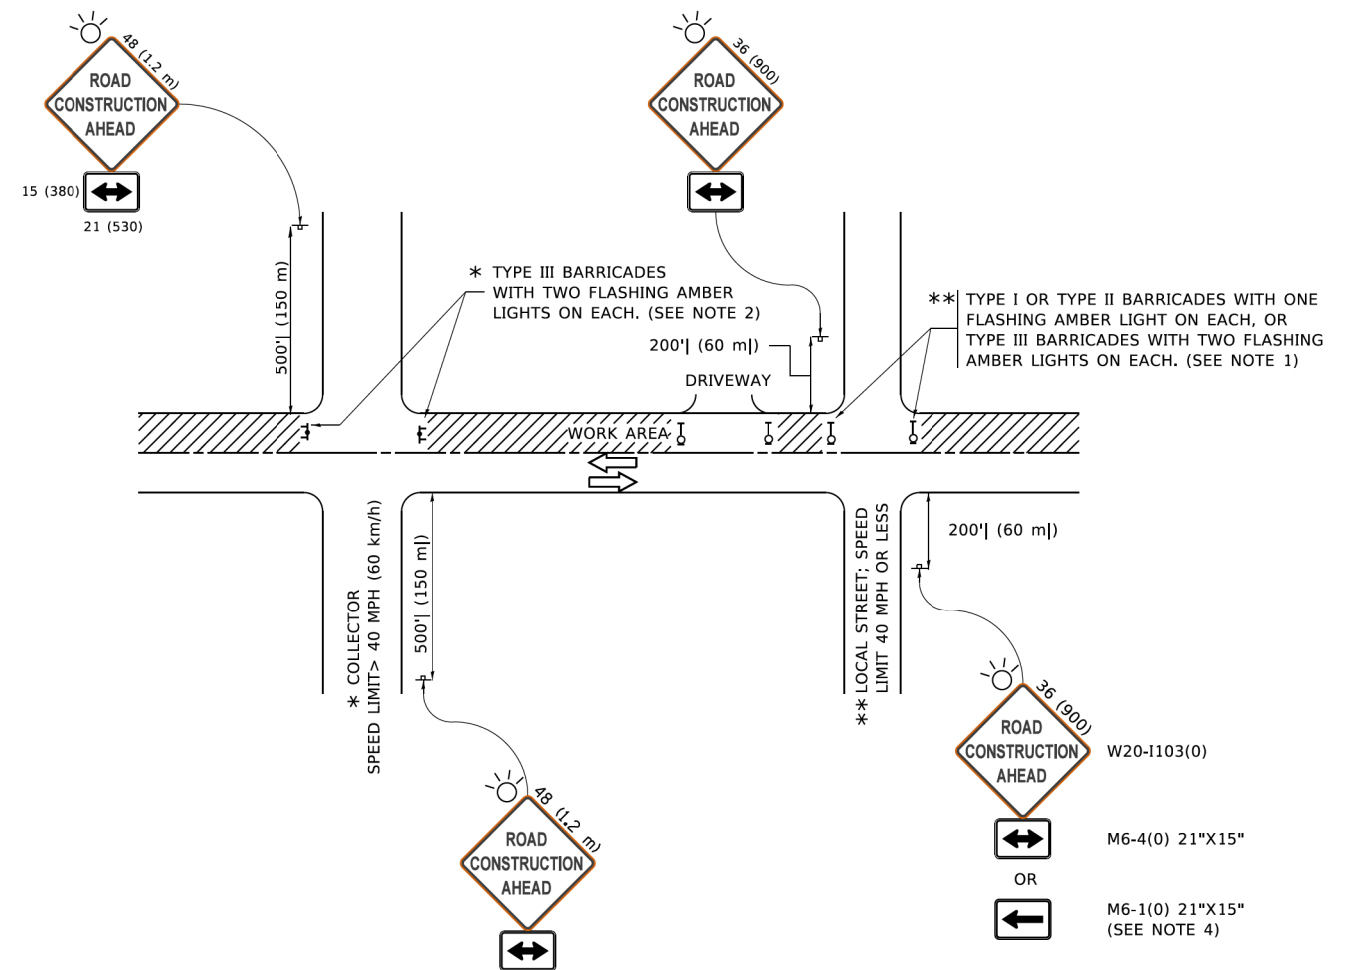 48 (1.2 m)
ROAD
CONSTRUCTION
AHEAD
15 (380)
21 (530)
36 (900)
ROAD
CONSTRUCTION
AHEAD
500'| (150 m)
* TYPE III BARRICADES
WITH TWO FLASHING AMBER
LIGHTS ON EACH. (SEE NOTE 2)
200'| (60 m|)
DRIVEWAY
** TYPE I OR TYPE II BARRICADES WITH ONE
FLASHING AMBER LIGHT ON EACH, OR
TYPE III BARRICADES WITH TWO FLASHING
AMBER LIGHTS ON EACH. (SEE NOTE 1)
WORK AREA
* COLLECTOR
SPEED LIMIT> 40 MPH (60 km/h)
500'| (150 m|)
** LOCAL STREET; SPEED
LIMIT 40 MPH OR LESS
200'| (60 m|)
48 (1.2 m)
ROAD
CONSTRUCTION
AHEAD
36 (900)
ROAD
CONSTRUCTION
AHEAD
W20-I103(0)
M6-4(0) 21"X15"
OR
M6-1(0) 21"X15"
(SEE NOTE 4)